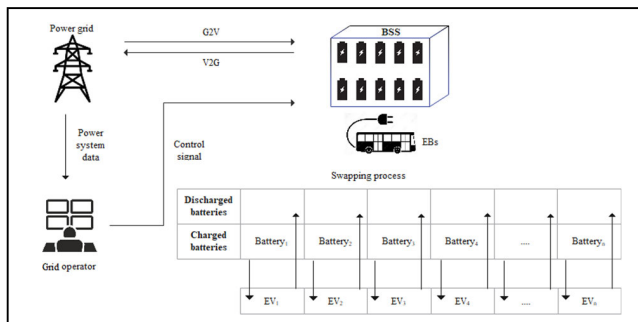 Power grid
G2V
V2G
BSS
Power
system
data
Control
signal
EBs
Swapping process
Discharged
batteries
Charged
batteries
Battery₁
Battery₂
Battery₃
Battery₄
....
Batteryₙ
Grid operator
EV₁
EV₂
EV₃
EV₄
....
EVₙ